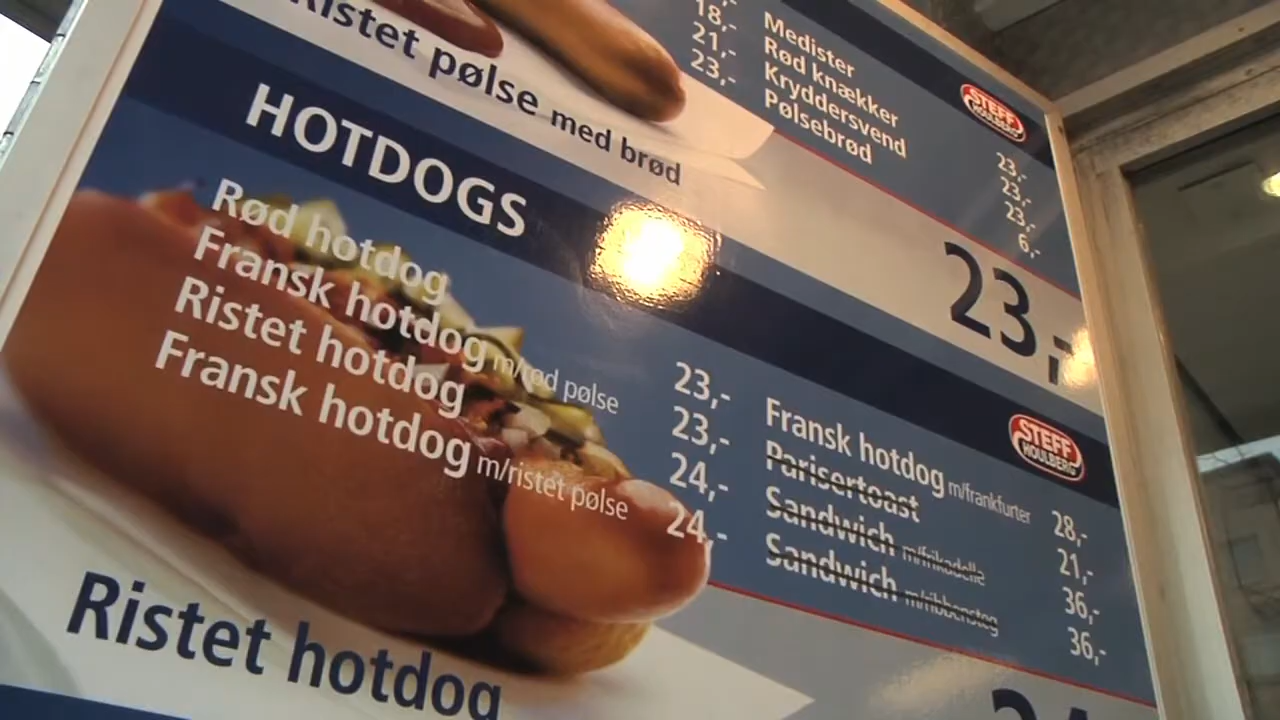 18,-
21,-
23,-
Medister
Rød knækker
Kryddersvend
Pølsebrød
STEFF
HOULBERG
23,-
23,-
23,-
6,-
Ristet pølse med brød
23,-
HOTDOGS
STEFF
HOULBERG
Rød hotdog 23,-
Fransk hotdog m/rød pølse 23,-
Ristet hotdog 24,-
Fransk hotdog m/ristet pølse 24,-
Fransk hotdog m/frankfurter 28,-
Parisertoast 21,-
Sandwich m/frikadelle 36,-
Sandwich m/ribbensteg 36,-
Ristet hotdog